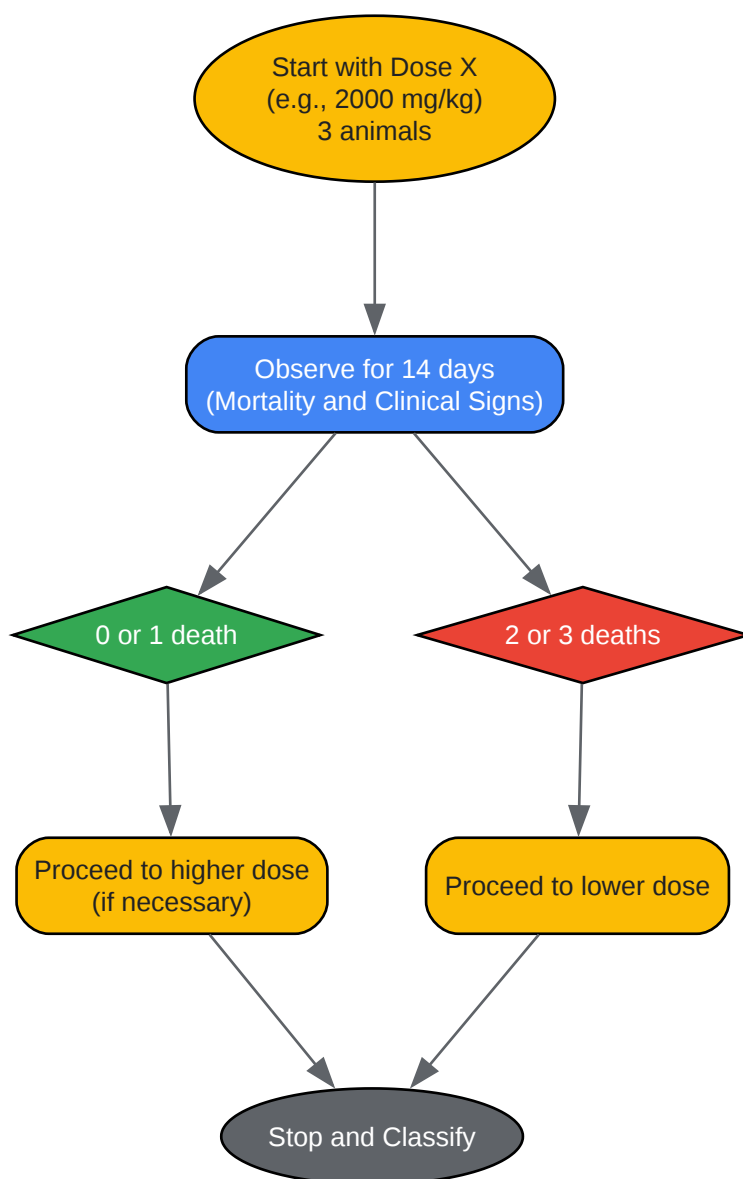 Start with Dose X
(e.g., 2000 mg/kg)
3 animals
Observe for 14 days
(Mortality and Clinical Signs)
0 or 1 death
2 or 3 deaths
Proceed to higher dose
(if necessary)
Proceed to lower dose
Stop and Classify